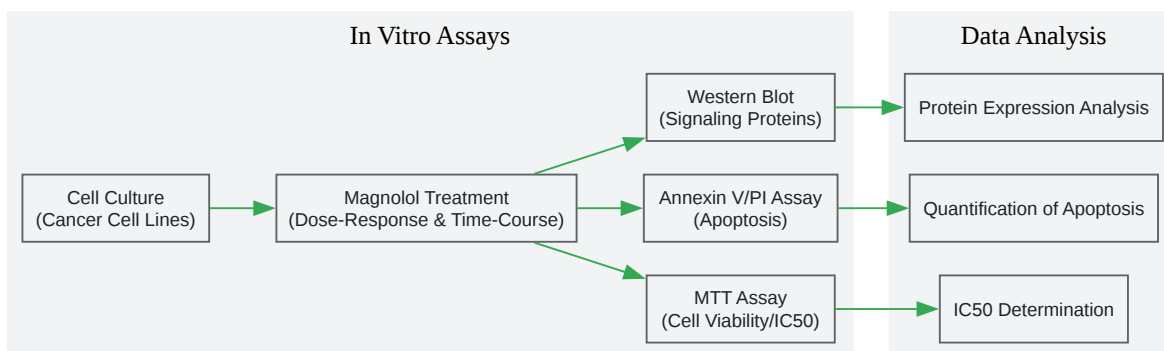 In Vitro Assays
Data Analysis
Western Blot
(Signaling Proteins)
Protein Expression Analysis
Cell Culture
(Cancer Cell Lines)
Magnolol Treatment
(Dose-Response & Time-Course)
Annexin V/PI Assay
(Apoptosis)
Quantification of Apoptosis
MTT Assay
(Cell Viability/IC50)
IC50 Determination